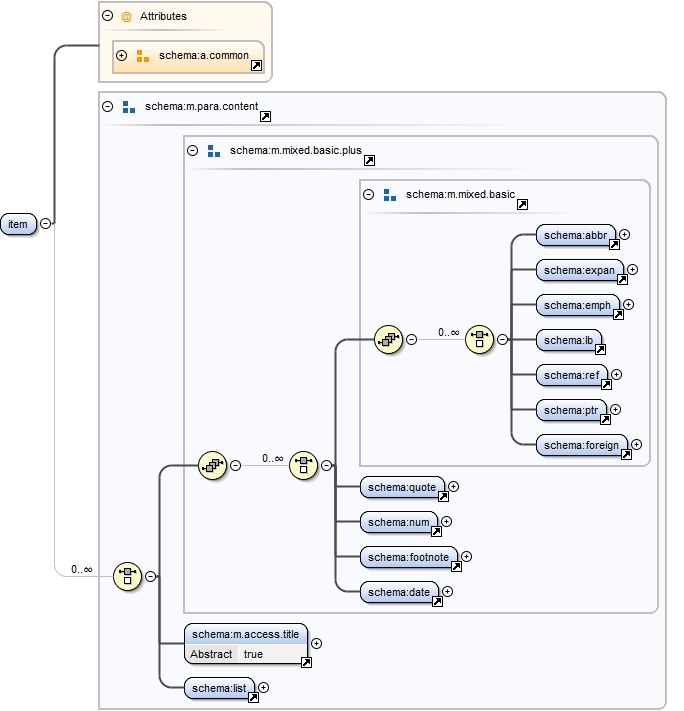 Attributes
schema:a.common
schema:m.para.content
schema:m.mixed.basic.plus
schema:m.mixed.basic
item
schema:abbr
schema:expan
schema:emph
0..∞
schema:lb
schema:ref
schema:ptr
schema:foreign
0..∞
schema:quote
schema:num
schema:footnote
0..∞
schema:date
schema:m.access.title
Abstract true
schema:list